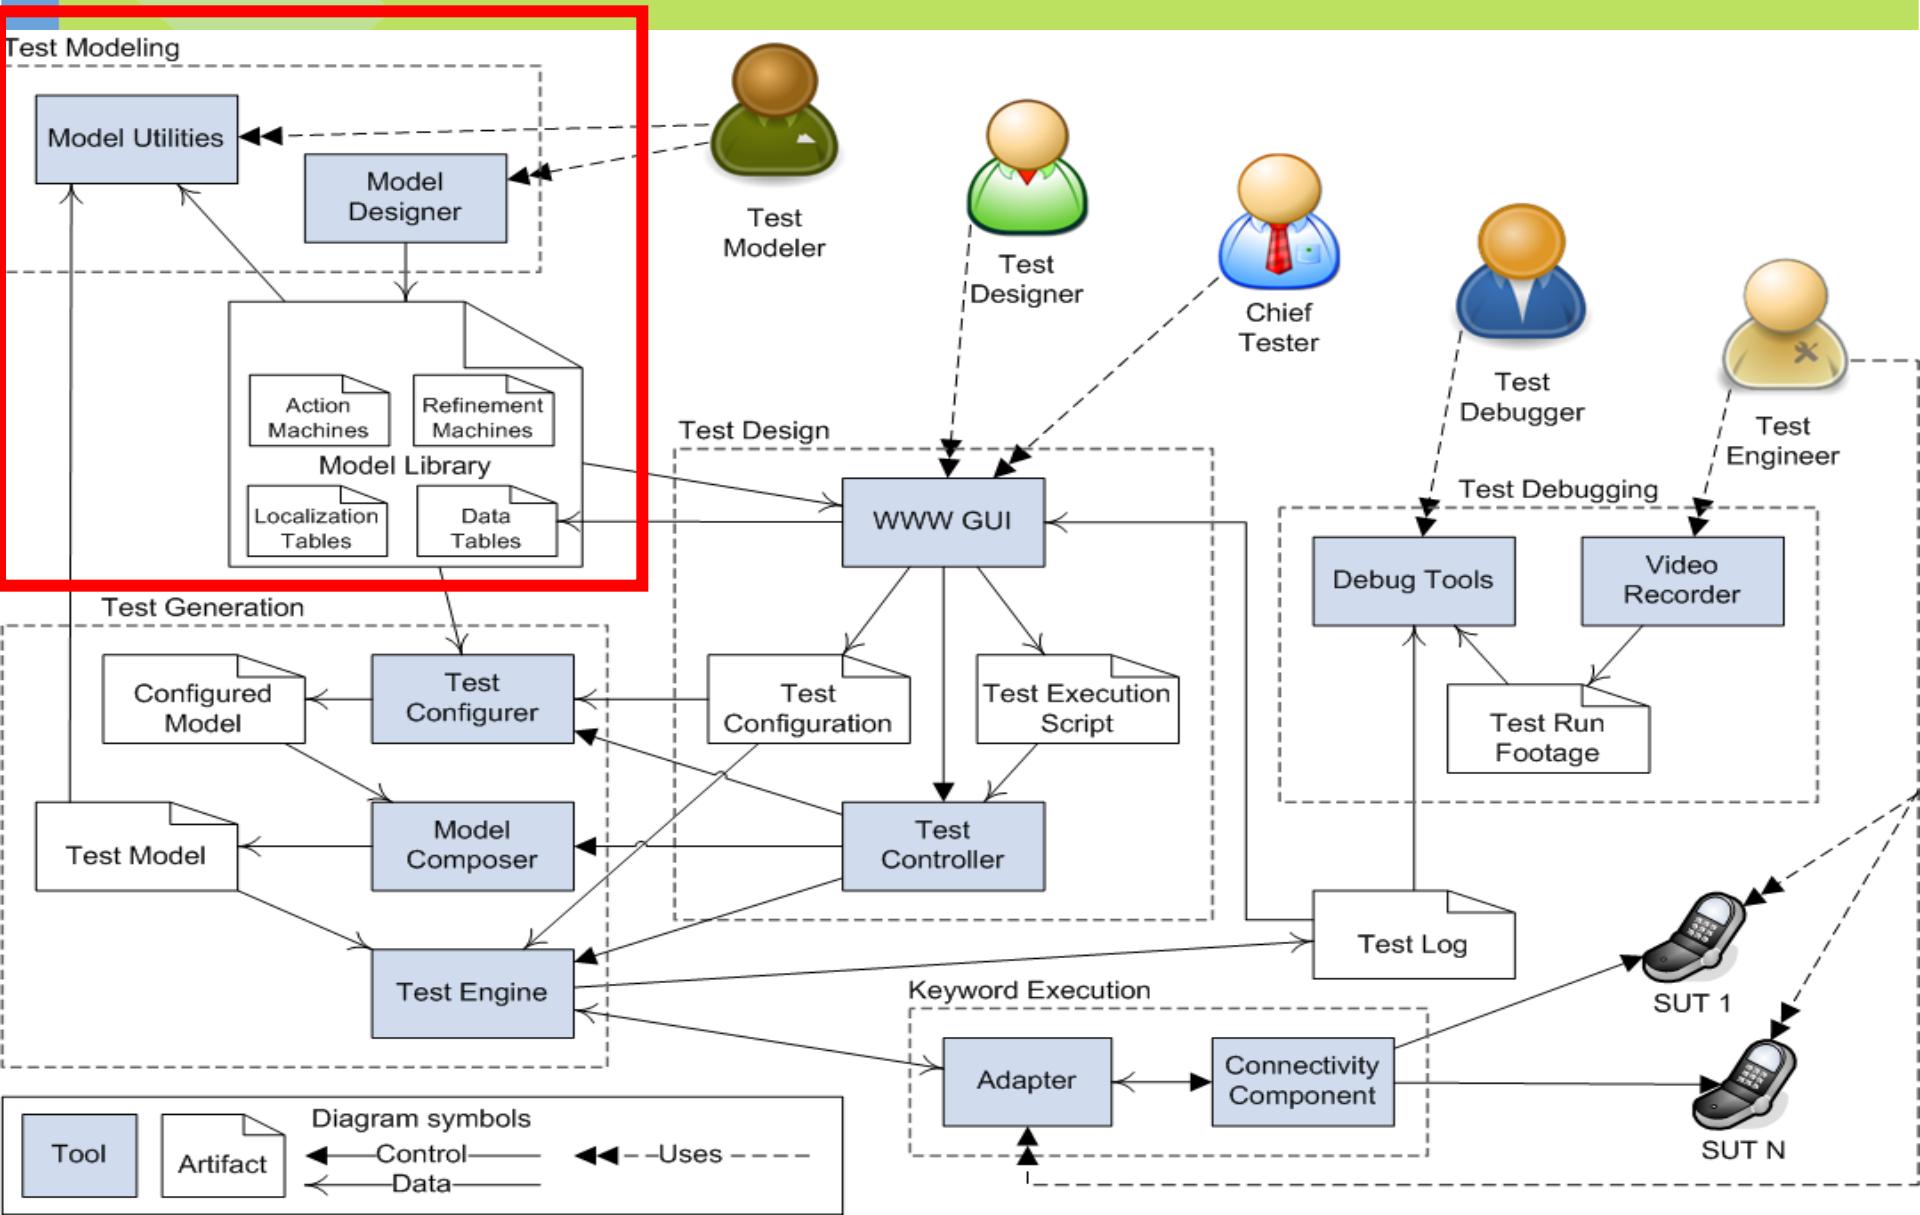 Test Modeling
Model Utilities
Model
Designer
Test
Modeler
Test
Designer
Chief
Tester
Test
Debugger
Test
Engineer
Action
Machines
Refinement
Machines
Model Library
Localization
Tables
Data
Tables
Test Design
WWW GUI
Test Debugging
Debug Tools
Video
Recorder
Test Generation
Configured
Model
Test
Configurer
Test
Configuration
Test Execution
Script
Test Run
Footage
Test Model
Model
Composer
Test
Controller
Test Engine
Test Log
Keyword Execution
Adapter
Connectivity
Component
SUT 1
SUT N
Diagram symbols
Tool
Artifact
Control
Data
Uses